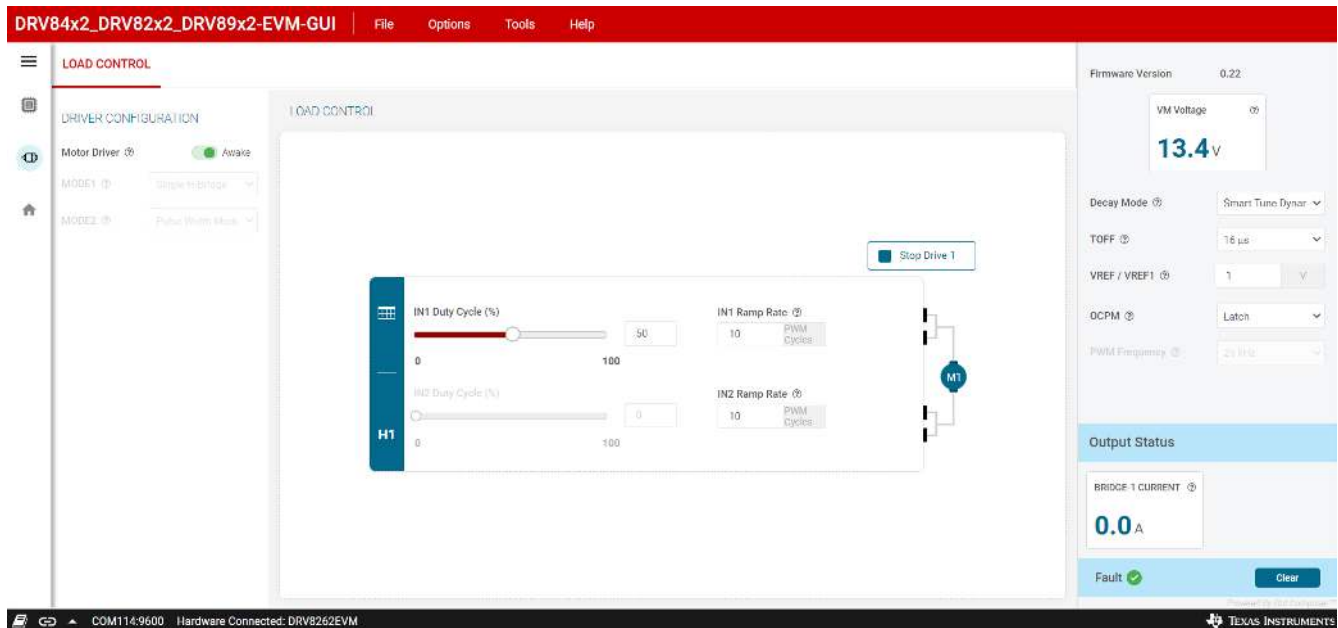 DRV84x2_DRV82x2_DRV89x2-EVM-GUI File Options Tools Help
LOAD CONTROL
DRIVER CONFIGURATION
Motor Driver Awake
MODE1 Single H-Bridge
MODE2
LOAD CONTROL
Stop Drive 1
IN1 Duty Cycle (%)
50
0 100
IN1 Ramp Rate
10 PWM Cycles
IN2 Duty Cycle (%)
0
0 100
IN2 Ramp Rate
10 PWM Cycles
H1
M1
Firmware Version 0.22
VM Voltage
13.4 V
Decay Mode Smart Tune Dynar
TOFF 16 µs
VREF / VREF1 1 V
OCPM Latch
PWM Frequency
Output Status
BRIDGE-1 CURRENT
0.0 A
Fault Clear
COM114:9600 Hardware Connected: DRV8262EVM
TEXAS INSTRUMENTS